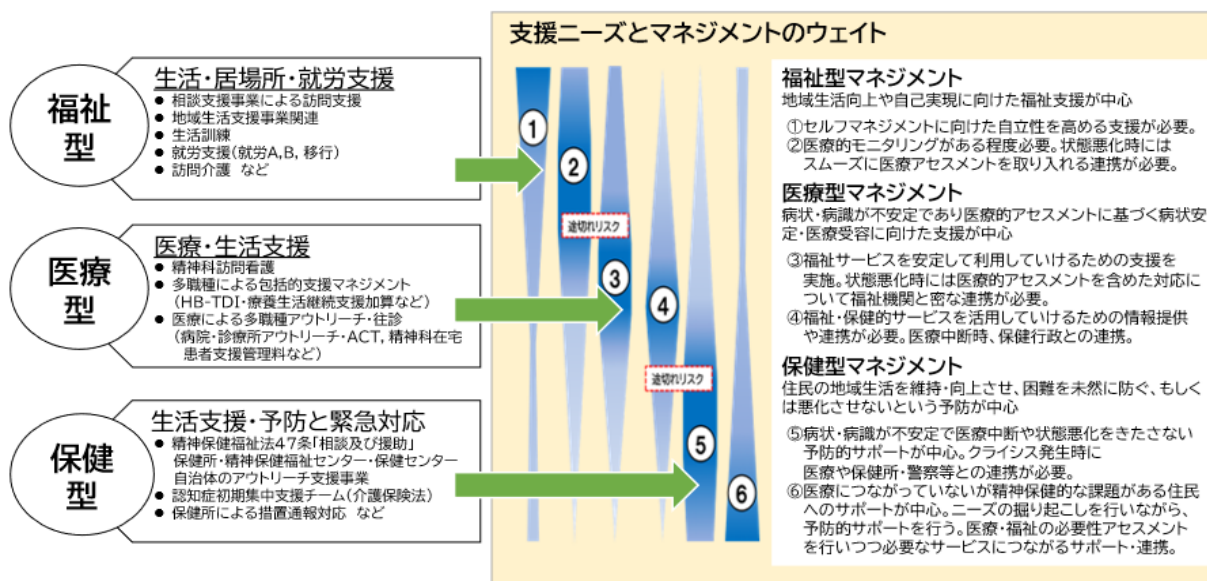 支援ニーズとマネジメントのウェイト
福祉型
生活・居場所・就労支援
● 相談支援事業による訪問支援
● 地域生活支援事業関連
● 生活訓練
● 就労支援(就労A,B, 移行)
● 訪問介護 など
医療型
医療・生活支援
● 精神科訪問看護
● 多職種による包括的支援マネジメント
(HB-TDI・療養生活継続支援加算など)
● 医療による多職種アウトリーチ・往診
(病院・診療所アウトリーチ・ACT, 精神科在宅
患者支援管理料など)
保健型
生活支援・予防と緊急対応
● 精神保健福祉法47条「相談及び援助」
保健所・精神保健福祉センター・保健センター
自治体のアウトリーチ支援事業
● 認知症初期集中支援チーム(介護保険法)
● 保健所による措置通報対応 など
①
②
途切れリスク
③
④
途切れリスク
⑤
⑥
福祉型マネジメント
地域生活向上や自己実現に向けた福祉支援が中心
①セルフマネジメントに向けた自立性を高める支援が必要。
②医療的モニタリングがある程度必要。状態悪化時には
スムーズに医療アセスメントを取り入れる連携が必要。
医療型マネジメント
病状・病識が不安定であり医療的アセスメントに基づく病状安
定・医療受容に向けた支援が中心
③福祉サービスを安定して利用していけるための支援を
実施。状態悪化時には医療的アセスメントを含めた対応に
ついて福祉機関と密な連携が必要。
④福祉・保健的サービスを活用していけるための情報提供
や連携が必要。医療中断時、保健行政との連携。
保健型マネジメント
住民の地域生活を維持・向上させ、困難を未然に防ぐ、もしく
は悪化させないという予防が中心
⑤病状・病識が不安定で医療中断や状態悪化をきたさない
予防的サポートが中心。クライシス発生時に
医療や保健所・警察等との連携が必要。
⑥医療につながっていないが精神保健的な課題がある住民
へのサポートが中心。ニーズの掘り起こしを行いながら、
予防的サポートを行う。医療・福祉の必要性アセスメント
を行いつつ必要なサービスにつながるサポート・連携。